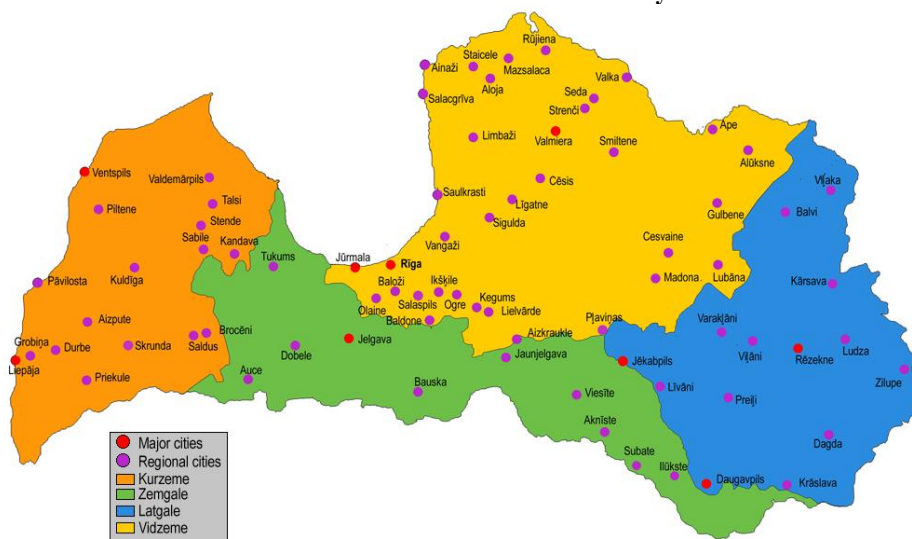 Rūjiena
Staicele
Mazsalaca
Ainaži
Aloja
Valka
Salacgrīva
Seda
Strenči
Ape
Limbaži
Valmiera
Smiltene
Alūksne
Ventspils
Valdemārpils
Cēsis
Viļaka
Saulkrasti
Līgatne
Piltene
Talsi
Sigulda
Gulbene
Balvi
Stende
Vangaži
Sabile
Kandava
Cesvaine
Tukums
Jūrmala
Rīga
Kuldīga
Madona
Lubāna
Pāvilosta
Baloži
Ikšķile
Kārsava
Salaspils
Ogre
Ķegums
Olaine
Lielvārde
Aizpute
Baldone
Varakļāni
Pļaviņas
Brocēni
Aizkraukle
Grobiņa
Durbe
Skrunda
Saldus
Jelgava
Viļāni
Rēzekne
Ludza
Dobele
Jaunjelgava
Jēkabpils
Liepāja
Priekule
Auce
Zilupe
Bauska
Viesīte
Līvāni
Preiļi
Aknīste
Dagda
Major cities
Subate
Regional cities
Ilūkste
Daugavpils
Krāslava
Kurzeme
Zemgale
Latgale
Vidzeme